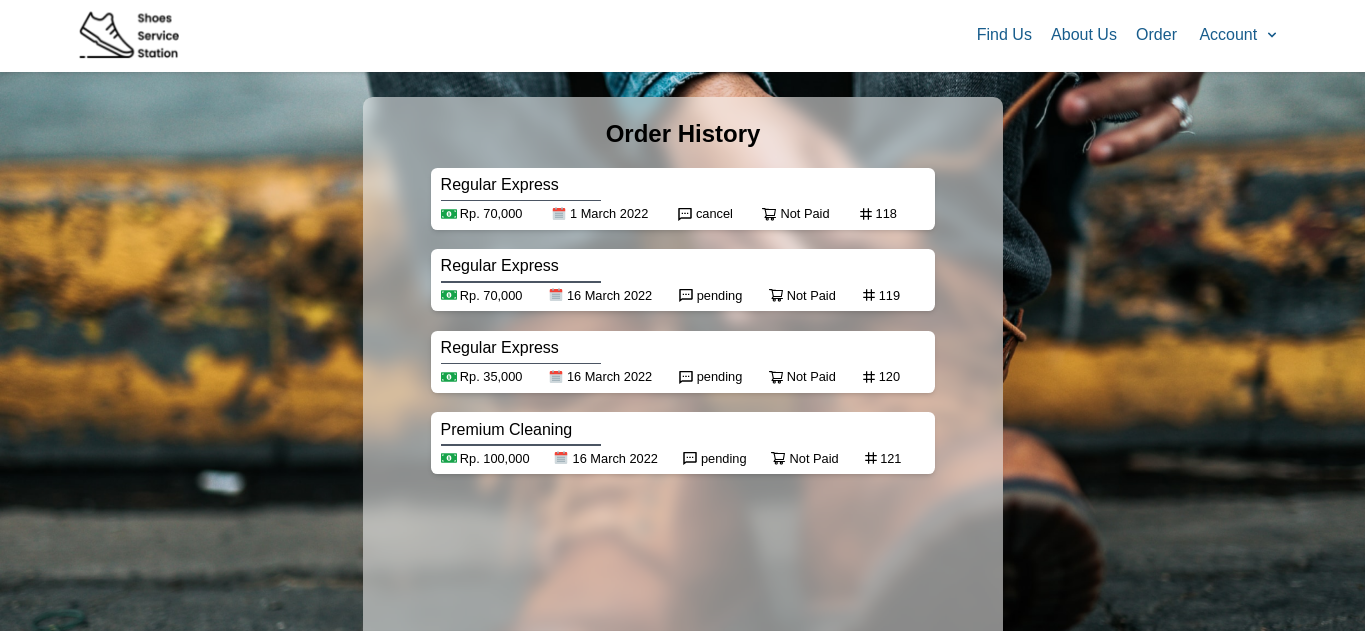 Shoes
Service
Station
Find Us About Us Order Account
Order History
Regular Express
Rp. 70,000 1 March 2022 cancel Not Paid # 118
Regular Express
Rp. 70,000 16 March 2022 pending Not Paid # 119
Regular Express
Rp. 35,000 16 March 2022 pending Not Paid # 120
Premium Cleaning
Rp. 100,000 16 March 2022 pending Not Paid # 121